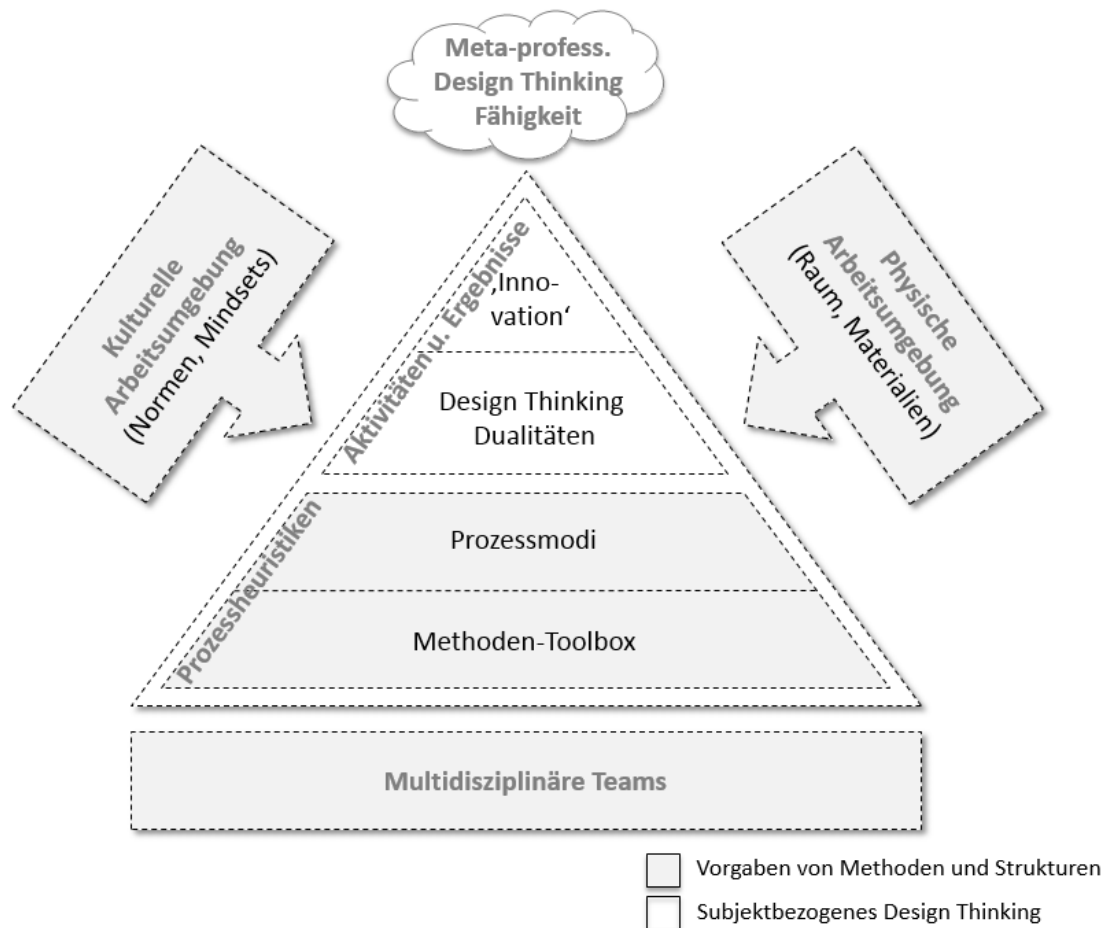 Meta-profess.
Design Thinking
Fähigkeit
Kulturelle
Arbeitsumgebung
(Normen, Mindsets)
Physische
Arbeitsumgebung
(Raum, Materialien)
Aktivitäten u. Ergebnisse
‚Inno-
vation‘
Design Thinking
Dualitäten
Prozessheuristiken
Prozessmodi
Methoden-Toolbox
Multidisziplinäre Teams
Vorgaben von Methoden und Strukturen
Subjektbezogenes Design Thinking